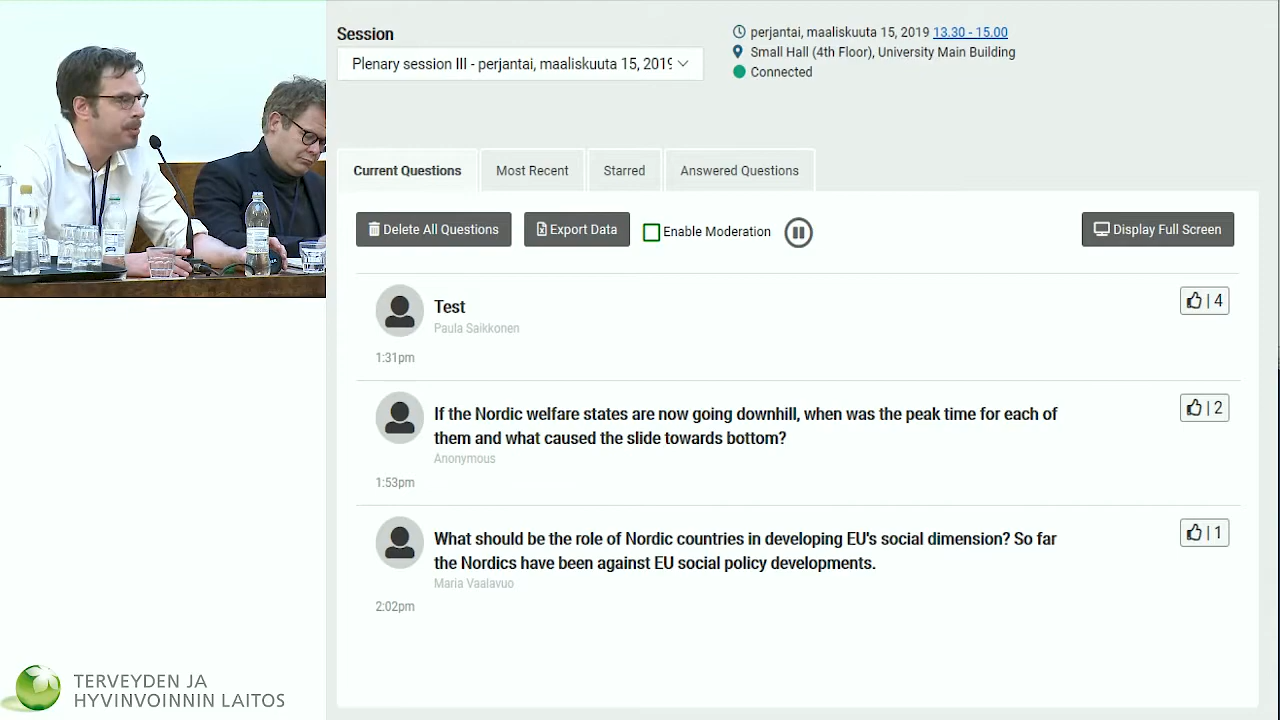 Session
Plenary session III - perjantai, maaliskuuta 15, 2019
perjantai, maaliskuuta 15, 2019 13.30 - 15.00
Small Hall (4th Floor), University Main Building
Connected
Current Questions
Most Recent
Starred
Answered Questions
Delete All Questions
Export Data
Enable Moderation
Display Full Screen
Test
Paula Saikkonen
1:31pm
| 4
If the Nordic welfare states are now going downhill, when was the peak time for each of
them and what caused the slide towards bottom?
Anonymous
1:53pm
| 2
What should be the role of Nordic countries in developing EU's social dimension? So far
the Nordics have been against EU social policy developments.
Maria Vaalavuo
2:02pm
| 1
TERVEYDEN JA
HYVINVOINNIN LAITOS